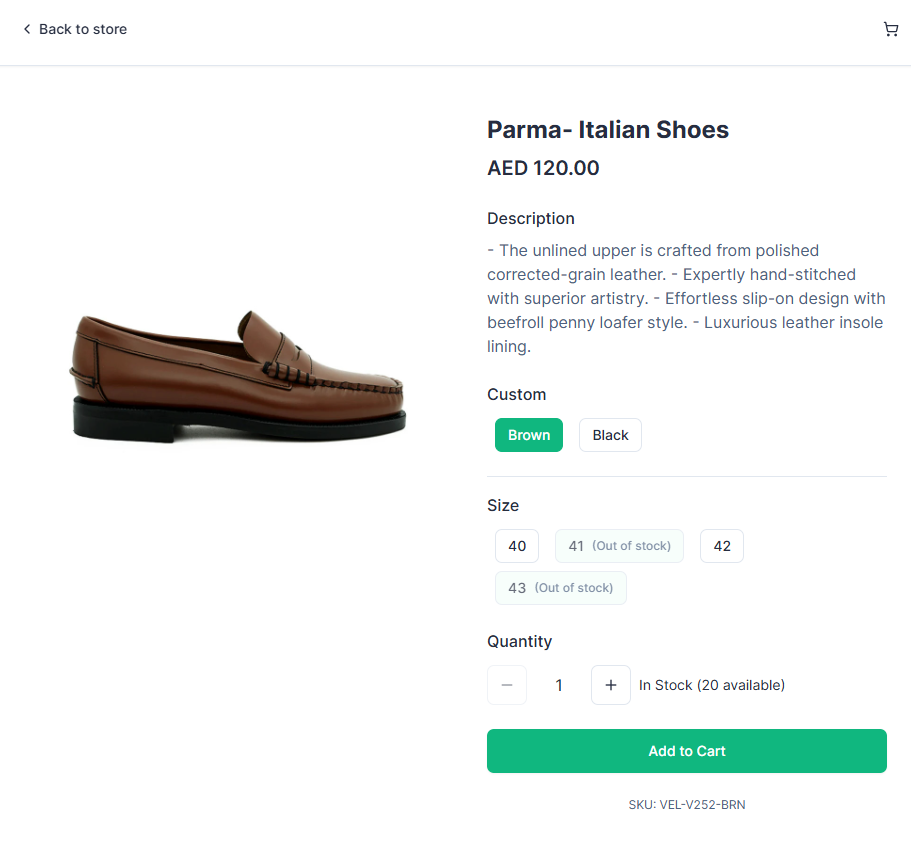 Back to store
Parma- Italian Shoes
AED 120.00
Description
- The unlined upper is crafted from polished
corrected-grain leather. - Expertly hand-stitched
with superior artistry. - Effortless slip-on design with
beefroll penny loafer style. - Luxurious leather insole
lining.
Custom
Brown Black
Size
40 41 (Out of stock) 42
43 (Out of stock)
Quantity
1 In Stock (20 available)
Add to Cart
SKU: VEL-V252-BRN